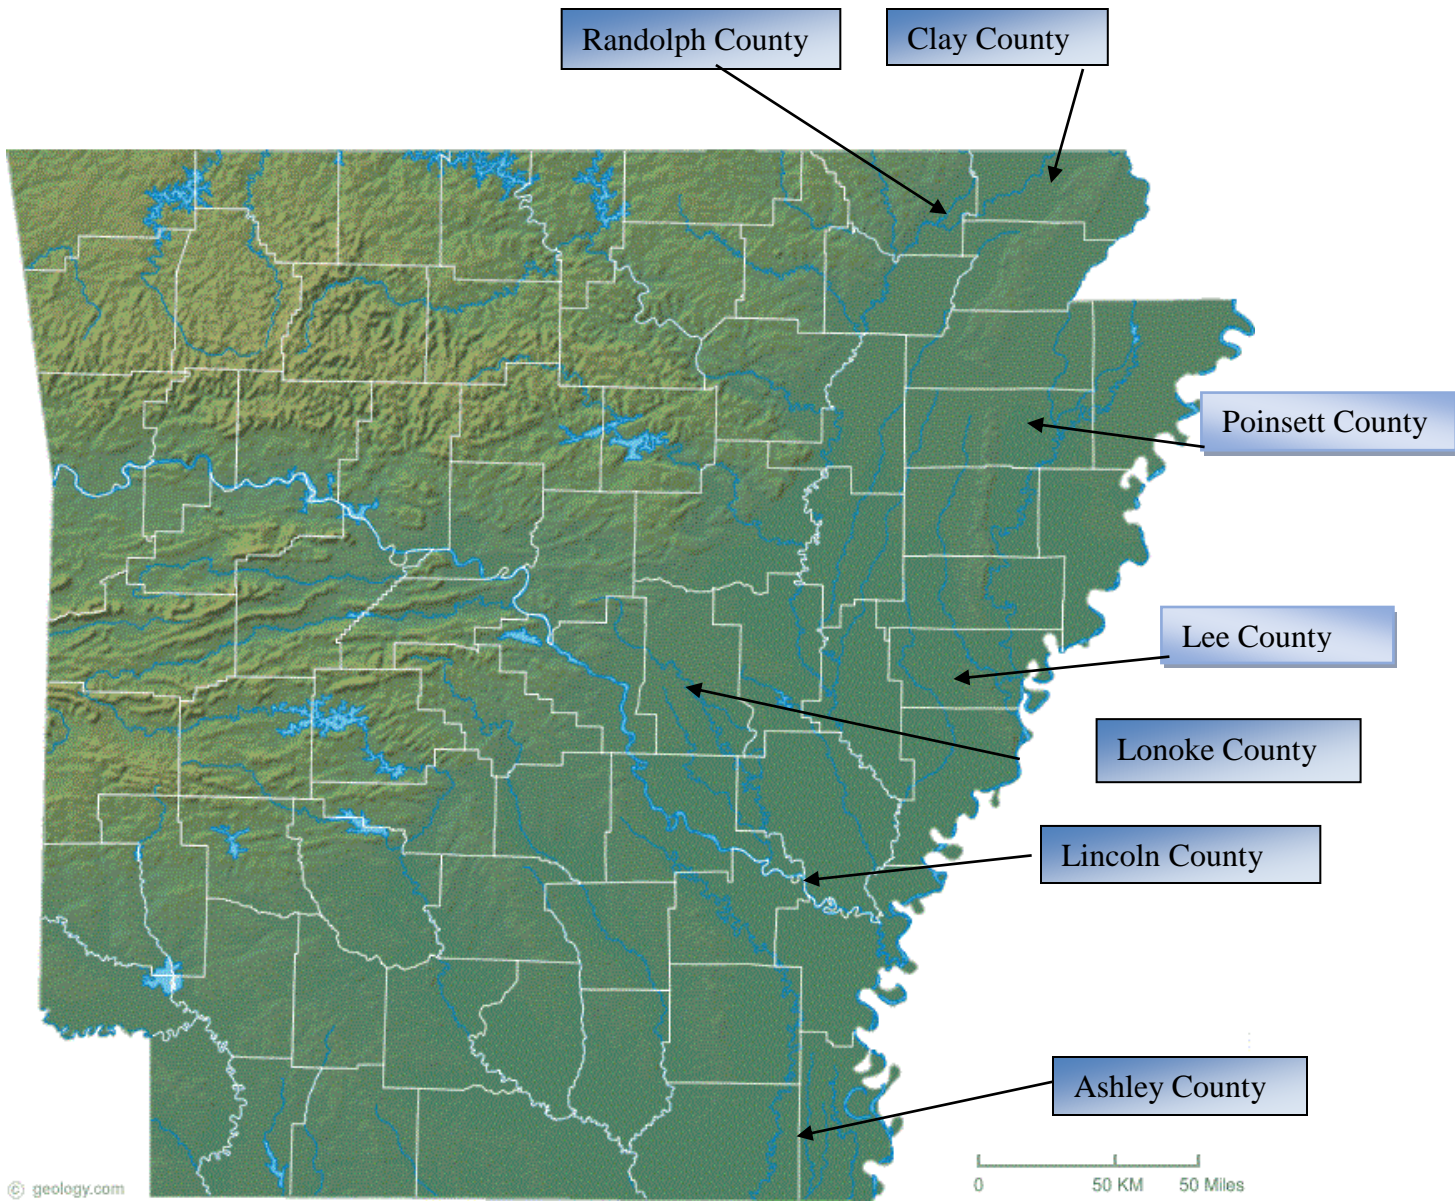 Randolph County
Clay County
Poinsett County
Lee County
Lonoke County
Lincoln County
Ashley County
0 50 KM 50 Miles
© geology.com